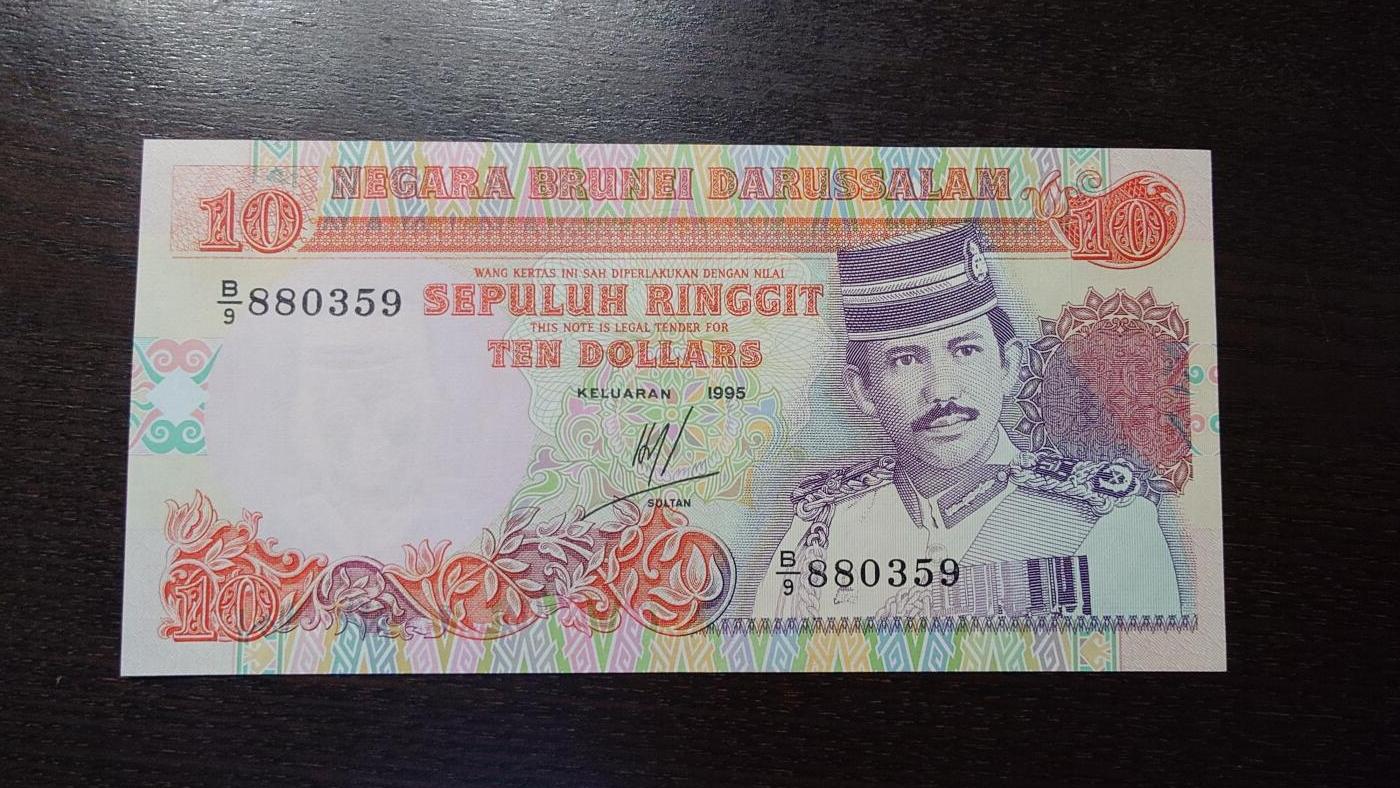 NEGARA BRUNEI DARUSSALAM
10
10
WANG KERTAS INI SAH DIPERLAKUKAN DENGAN NILAI
B/9 880359
SEPULUH RINGGIT
THIS NOTE IS LEGAL TENDER FOR
TEN DOLLARS
KELUARAN 1995
SULTAN
B/9 880359
10